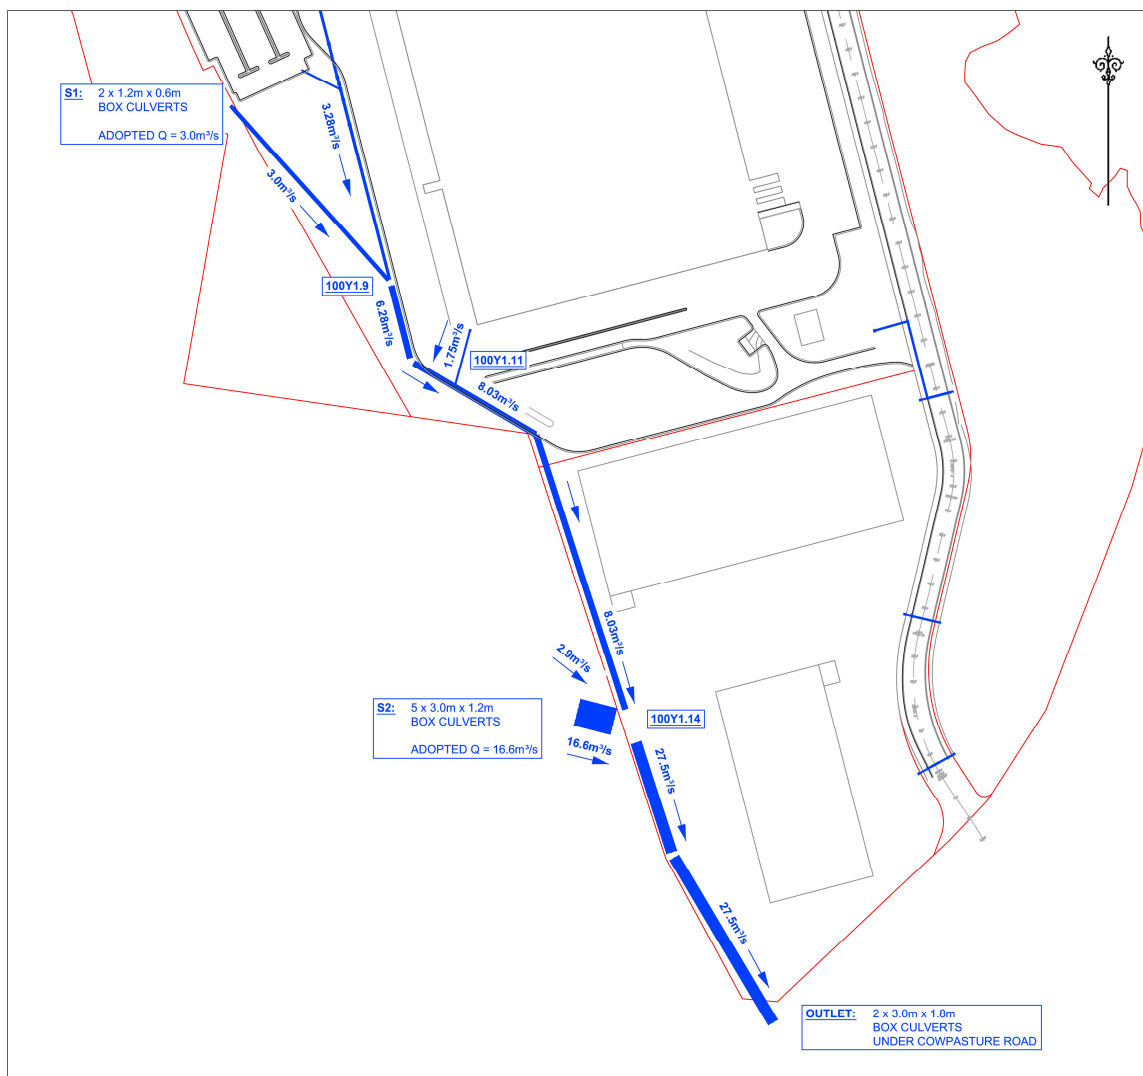 S1: 2 x 1.2m x 0.6m
BOX CULVERTS
ADOPTED Q = 3.0m³/s
3.28m³/s
3.0m³/s
100Y1.9
6.28m³/s
1.75m³/s
100Y1.11
8.03m³/s
8.03m³/s
2.9m³/s
S2: 5 x 3.0m x 1.2m
BOX CULVERTS
ADOPTED Q = 16.6m³/s
100Y1.14
16.6m³/s
27.5m³/s
27.5m³/s
OUTLET: 2 x 3.0m x 1.8m
BOX CULVERTS
UNDER COWPASTURE ROAD